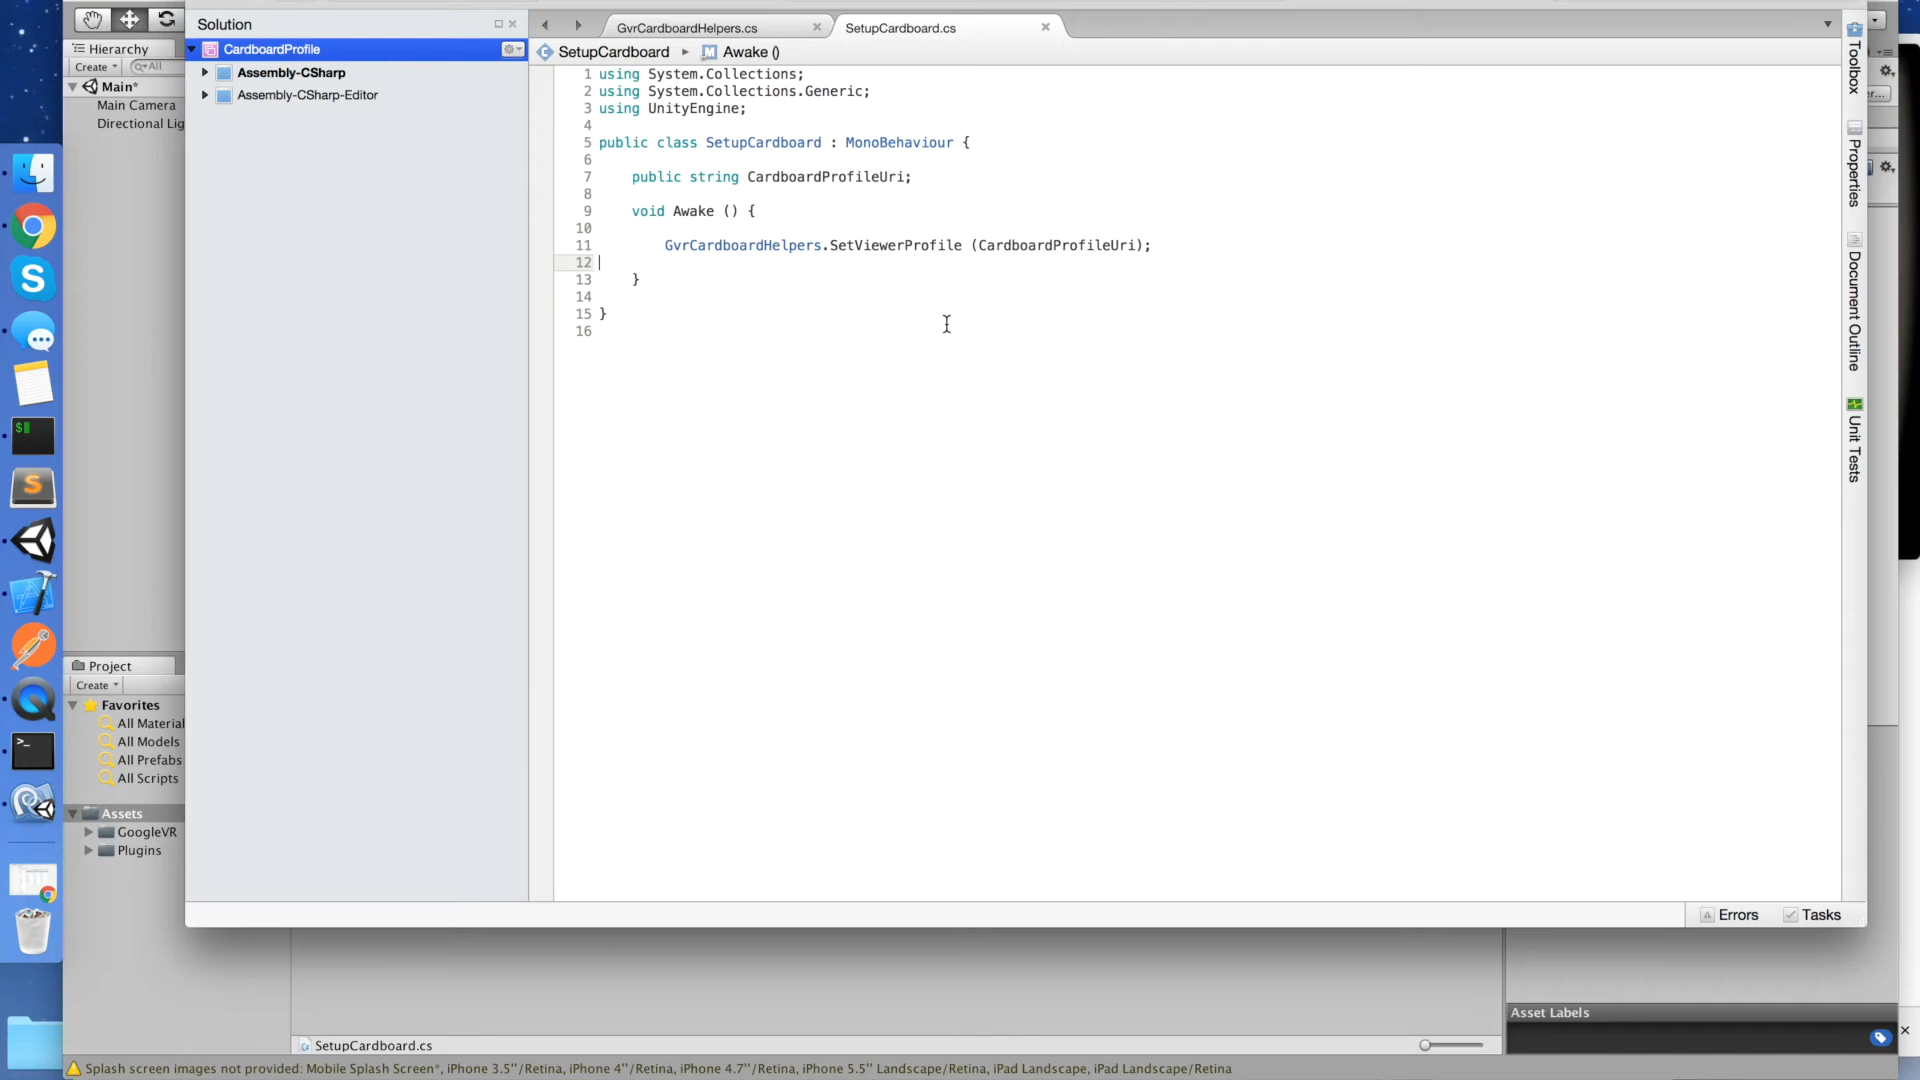 Solution
GvrCardboardHelpers.cs
SetupCardboard.cs
Hierarchy
CardboardProfile
SetupCardboard
Awake ()
Create
All
Assembly-CSharp
Main*
Assembly-CSharp-Editor
Main Camera
Directional Lig
1 using System.Collections;
2 using System.Collections.Generic;
3 using UnityEngine;
4
5 public class SetupCardboard : MonoBehaviour {
6
7 public string CardboardProfileUri;
8
9 void Awake () {
10
11 GvrCardboardHelpers.SetViewerProfile (CardboardProfileUri);
12
13 }
14
15 }
16
Toolbox
Properties
Document Outline
Unit Tests
er...
S
$
S
Project
Create
Favorites
All Material
All Models
All Prefabs
All Scripts
>_
Assets
GoogleVR
Plugins
Errors
Tasks
Asset Labels
SetupCardboard.cs
Splash screen images not provided: Mobile Splash Screen*, iPhone 3.5''/Retina, iPhone 4''/Retina, iPhone 4.7''/Retina, iPhone 5.5'' Landscape/Retina, iPad Landscape, iPad Landscape/Retina